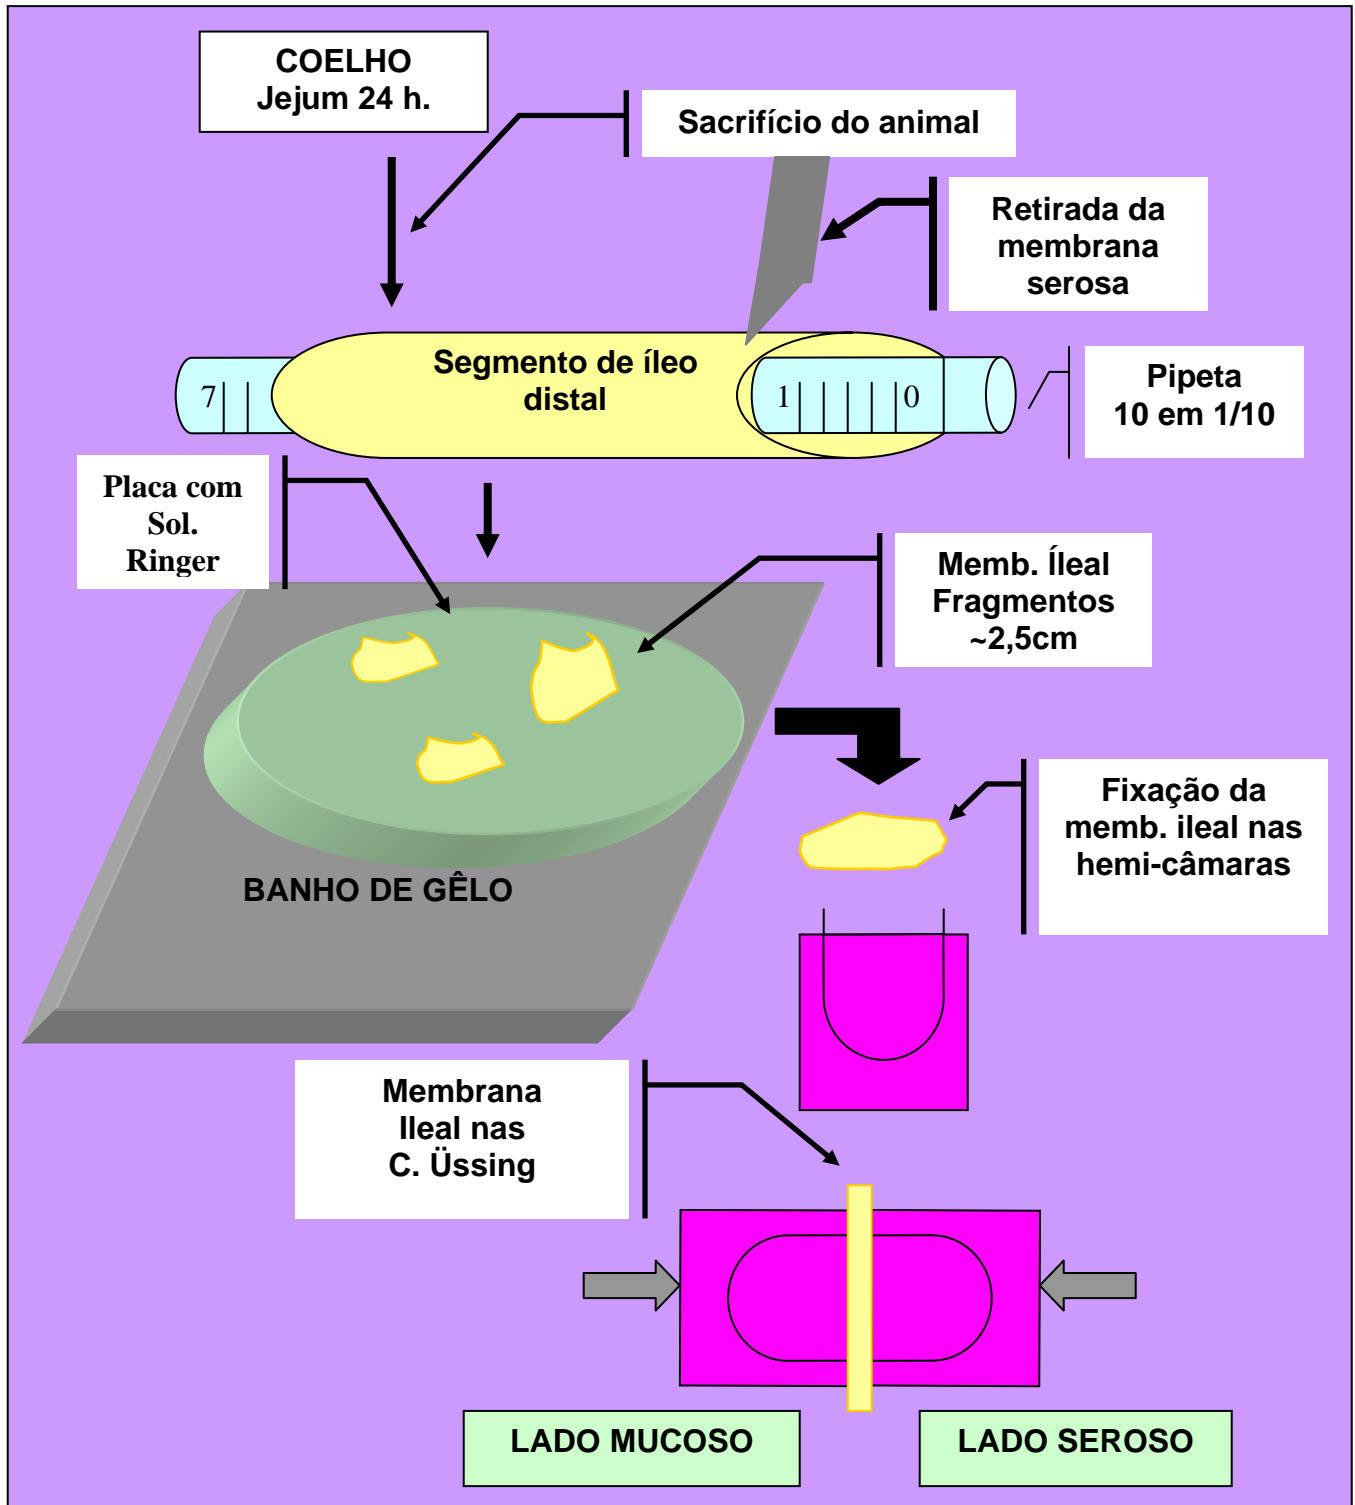 COELHO
Jejum 24 h.
Sacrifício do animal
Retirada da
membrana
serosa
Segmento de íleo
distal
7
1
0
Pipeta
10 em 1/10
Placa com
Sol.
Ringer
Memb. Íleal
Fragmentos
~2,5cm
BANHO DE GÊLO
Fixação da
memb. ileal nas
hemi-câmaras
Membrana
Ileal nas
C. Üssing
LADO MUCOSO
LADO SEROSO